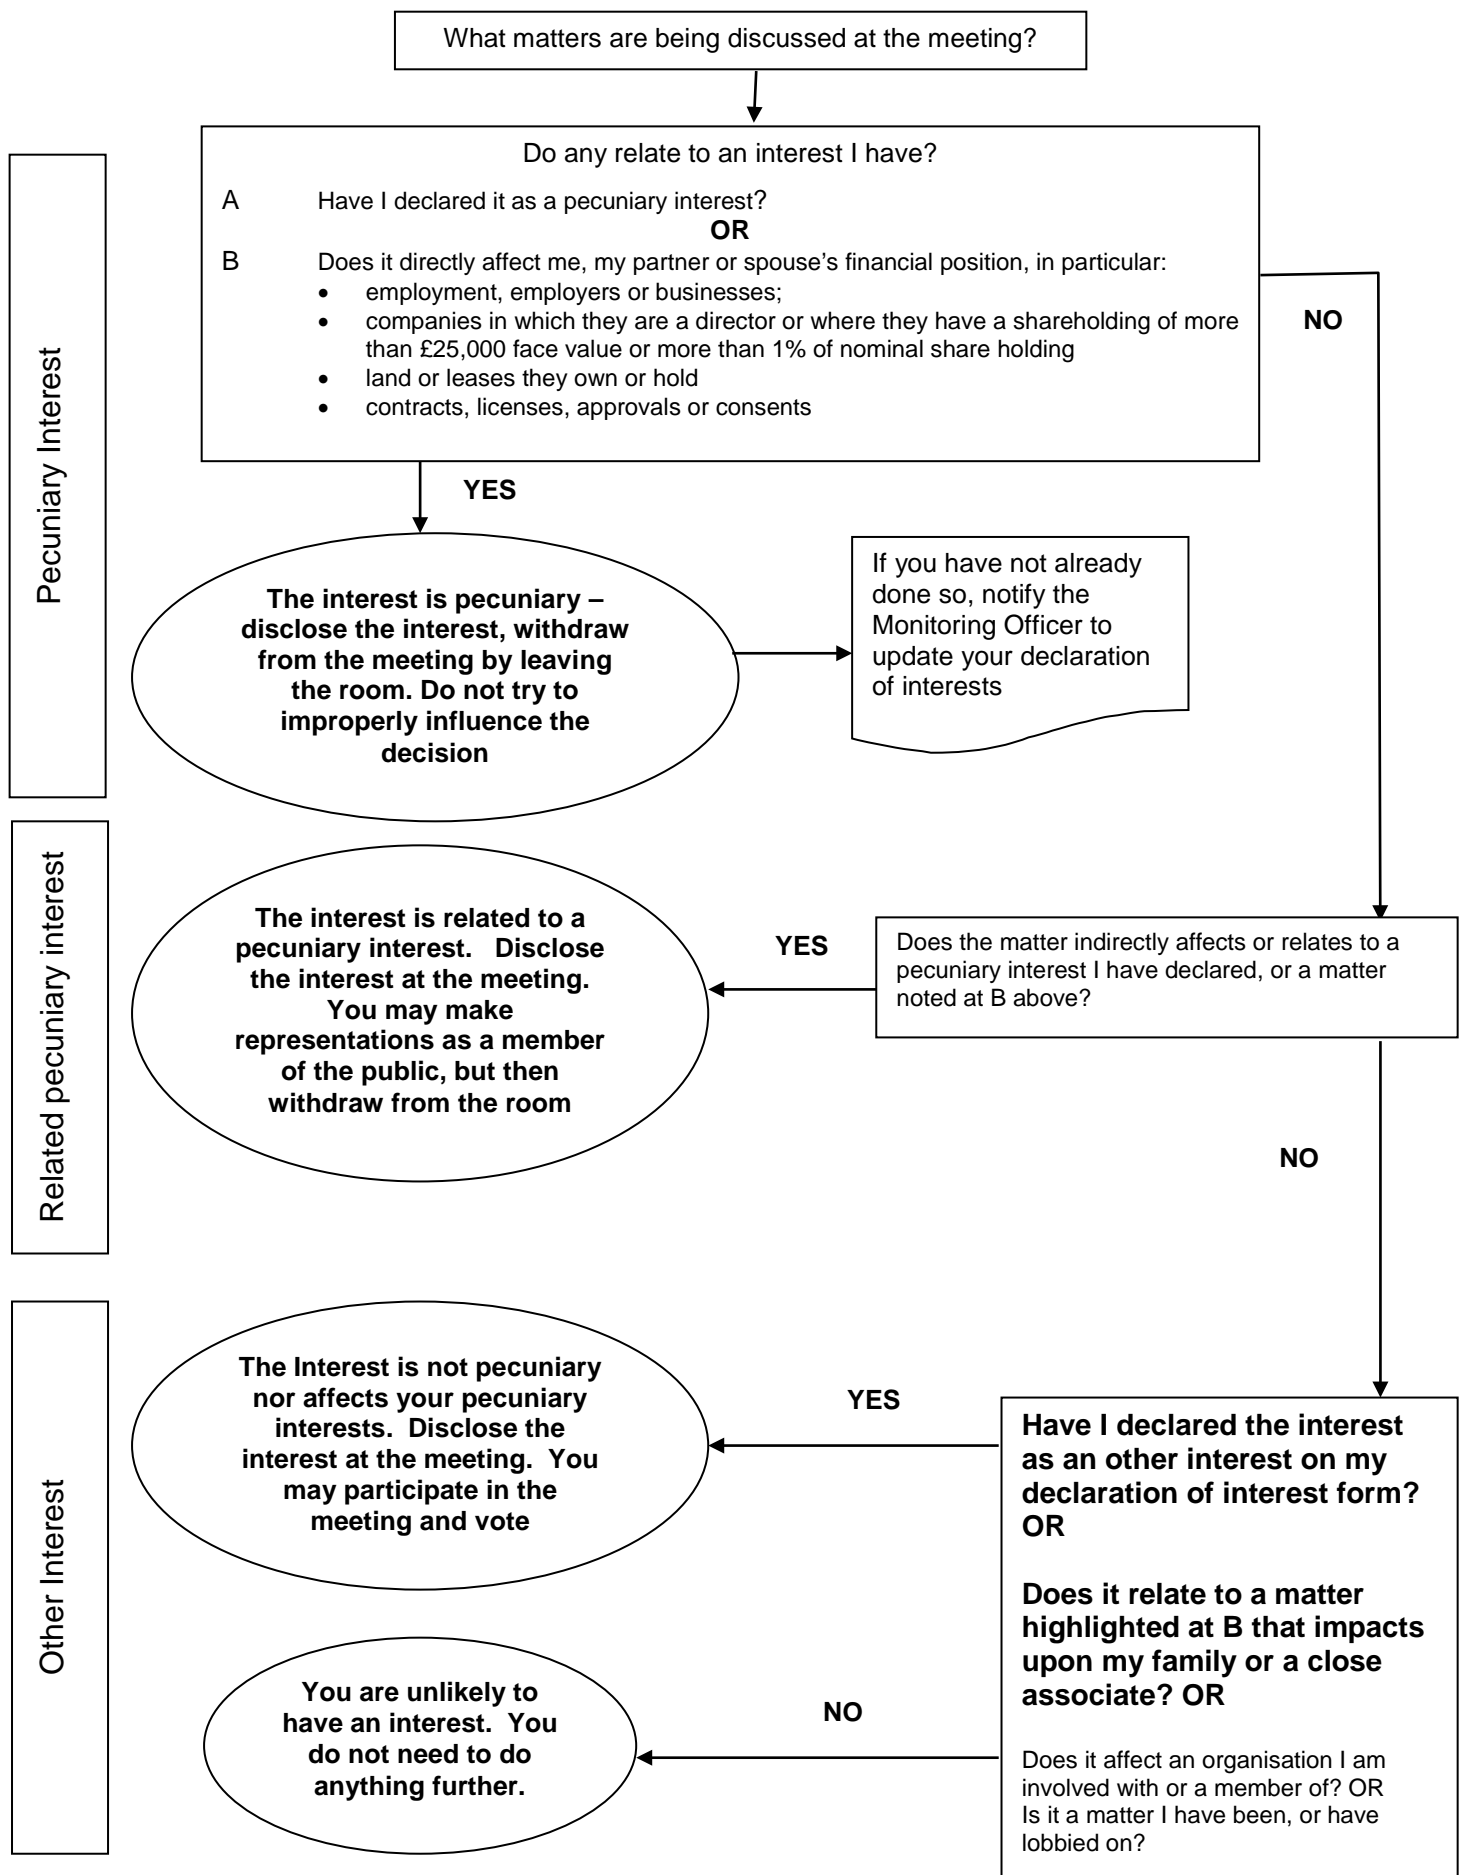 What matters are being discussed at the meeting?
Pecuniary Interest
Do any relate to an interest I have?
A Have I declared it as a pecuniary interest?
OR
B Does it directly affect me, my partner or spouse’s financial position, in particular:
• employment, employers or businesses;
• companies in which they are a director or where they have a shareholding of more
than £25,000 face value or more than 1% of nominal share holding
• land or leases they own or hold
• contracts, licenses, approvals or consents
NO
YES
The interest is pecuniary –
disclose the interest, withdraw
from the meeting by leaving
the room. Do not try to
improperly influence the
decision
If you have not already
done so, notify the
Monitoring Officer to
update your declaration
of interests
Related pecuniary interest
The interest is related to a
pecuniary interest. Disclose
the interest at the meeting.
You may make
representations as a member
of the public, but then
withdraw from the room
YES
Does the matter indirectly affects or relates to a
pecuniary interest I have declared, or a matter
noted at B above?
NO
Other Interest
The Interest is not pecuniary
nor affects your pecuniary
interests. Disclose the
interest at the meeting. You
may participate in the
meeting and vote
YES
Have I declared the interest
as an other interest on my
declaration of interest form?
OR
Does it relate to a matter
highlighted at B that impacts
upon my family or a close
associate? OR
Does it affect an organisation I am
involved with or a member of? OR
Is it a matter I have been, or have
lobbied on?
NO
You are unlikely to
have an interest. You
do not need to do
anything further.